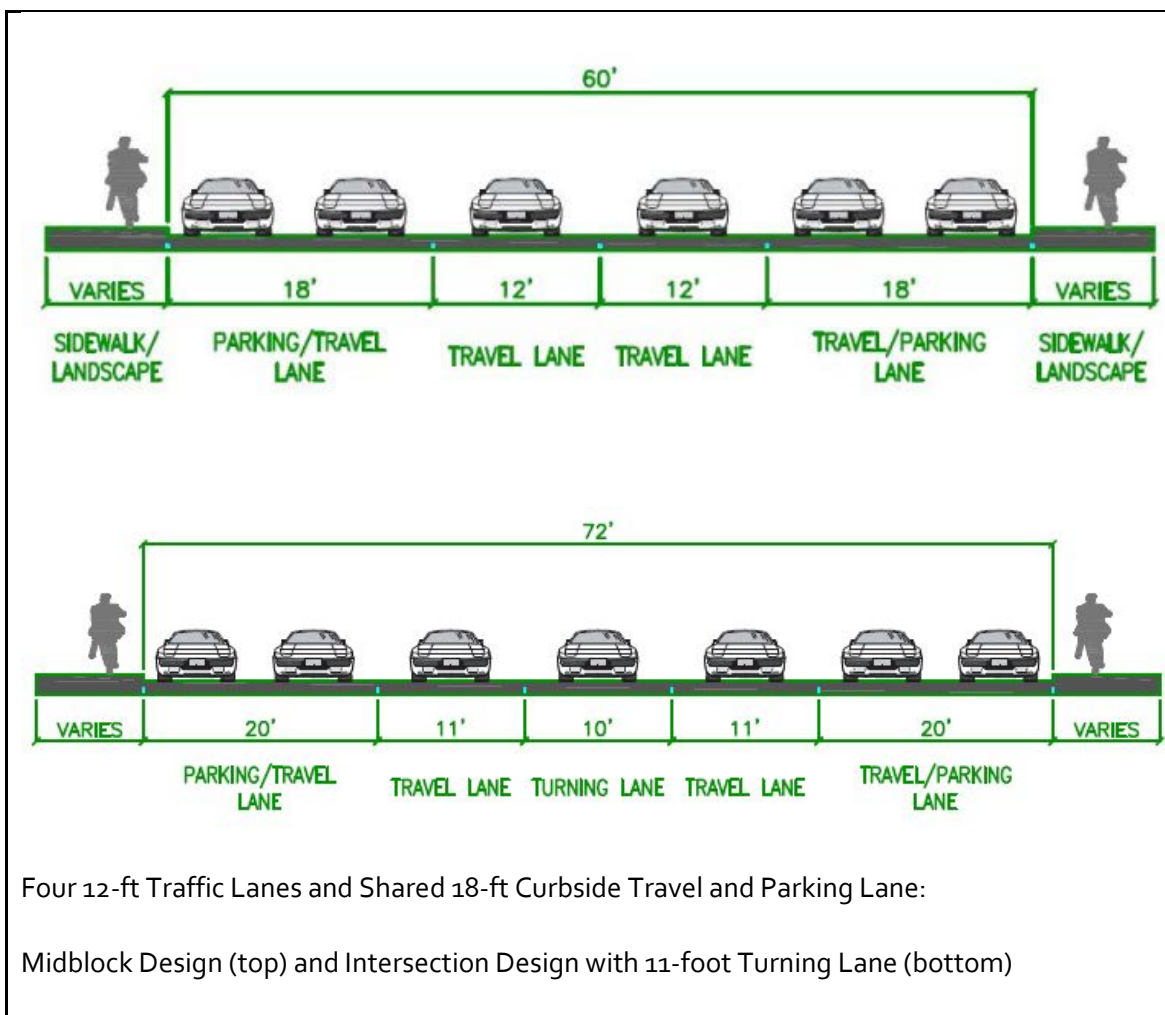 60'
VARIES 18' 12' 12' 18' VARIES
SIDEWALK/ PARKING/TRAVEL TRAVEL LANE TRAVEL LANE TRAVEL/PARKING SIDEWALK/
LANDSCAPE LANE LANE LANDSCAPE
72'
VARIES 20' 11' 10' 11' 20' VARIES
PARKING/TRAVEL TRAVEL LANE TURNING LANE TRAVEL LANE TRAVEL/PARKING
LANE LANE
Four 12-ft Traffic Lanes and Shared 18-ft Curbside Travel and Parking Lane:
Midblock Design (top) and Intersection Design with 11-foot Turning Lane (bottom)